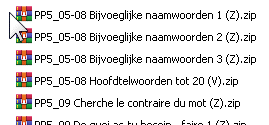 PP5_05-08 Bijvoeglijke naamwoorden 1 (Z).zip
PP5_05-08 Bijvoeglijke naamwoorden 2 (Z).zip
PP5_05-08 Bijvoeglijke naamwoorden 3 (Z).zip
PP5_05-08 Hoofdtelwoorden tot 20 (V).zip
PP5_09 Cherche le contraire du mot (Z).zip